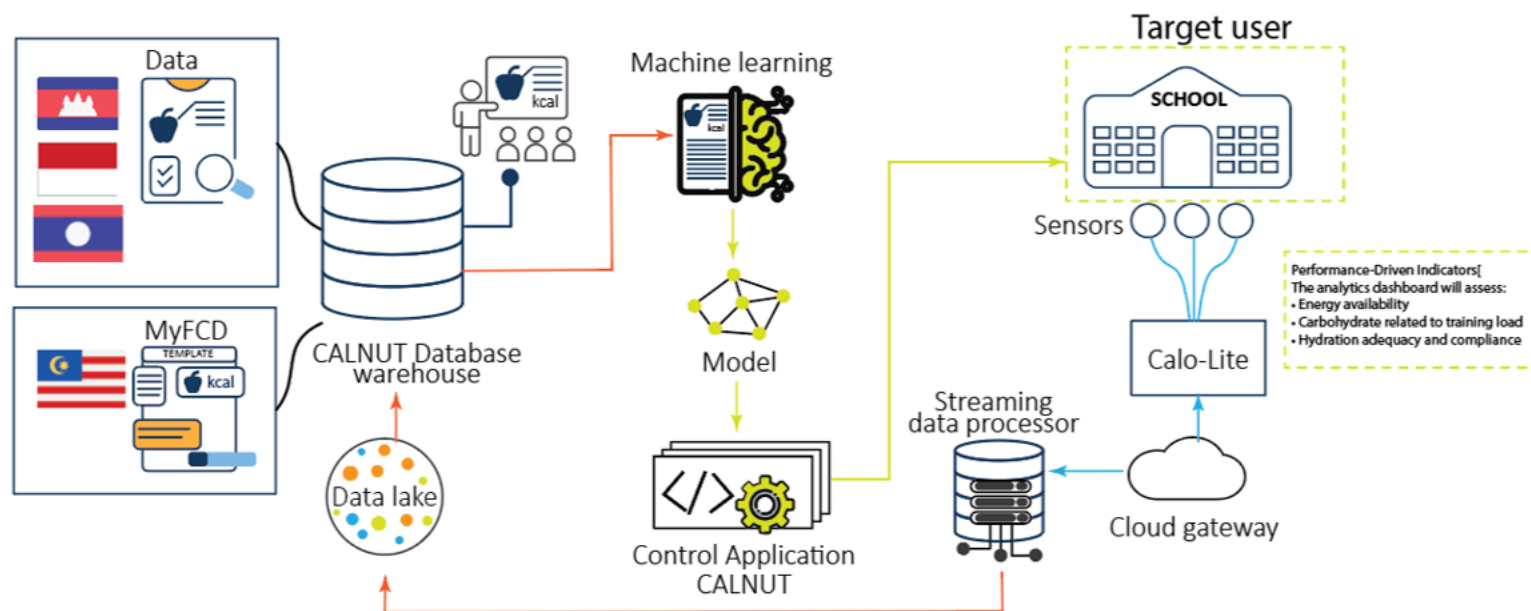 Target user
Data
kcal
Machine learning
kcal
SCHOOL
Sensors
MyFCD
TEMPLATE
kcal
CALNUT Database
warehouse
Model
Performance-Driven Indicators[
The analytics dashboard will assess:
• Energy availability
• Carbohydrate related to training load
• Hydration adequacy and compliance
Calo-Lite
Streaming
data processor
Data lake
</>
Control Application
CALNUT
Cloud gateway